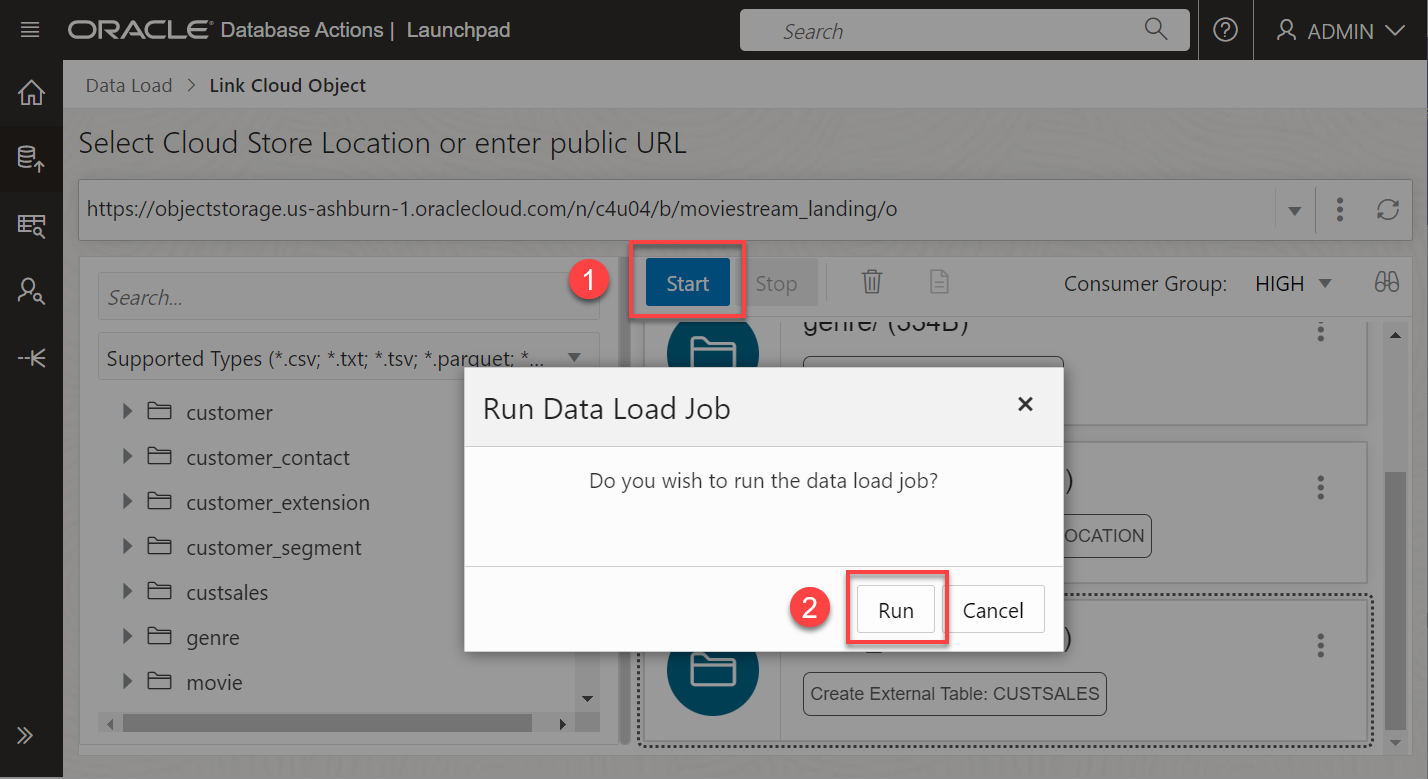 ORACLE Database Actions | Launchpad
Search
ADMIN
Data Load > Link Cloud Object
Select Cloud Store Location or enter public URL
https://objectstorage.us-ashburn-1.oraclecloud.com/n/c4u04/b/moviestream_landing/o
1
Start
Stop
Consumer Group: HIGH
Search...
genre/ (334B)
Supported Types (*.csv; *.txt; *.tsv; *.parquet; *...
customer
customer_contact
customer_extension
customer_segment
custsales
genre
movie
Run Data Load Job
Do you wish to run the data load job?
2
Run
Cancel
)
OCATION
)
Create External Table: CUSTSALES